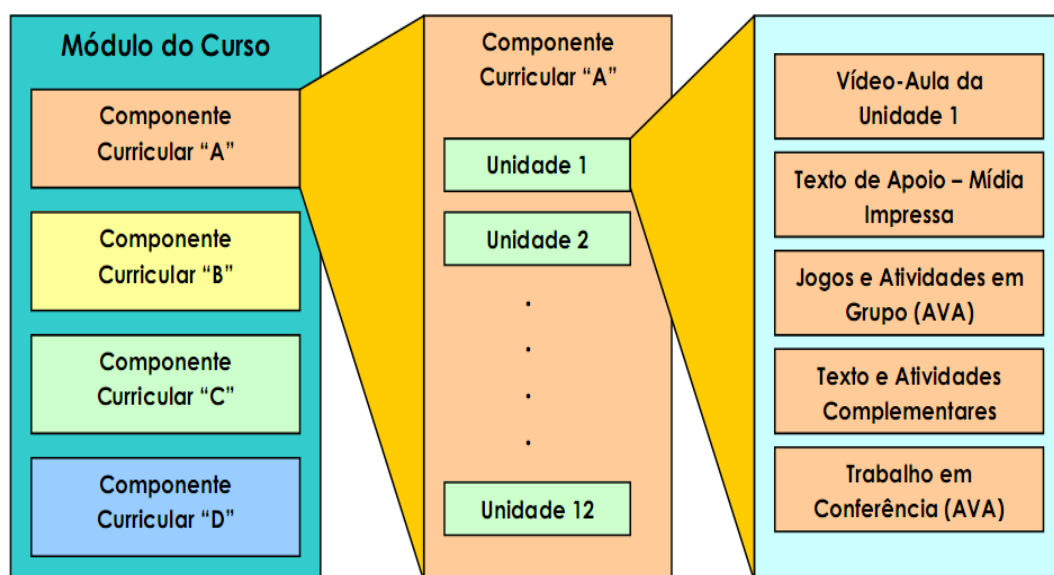 Módulo do Curso
Componente
Curricular “A”
Componente
Curricular “B”
Componente
Curricular “C”
Componente
Curricular “D”
Componente
Curricular “A”
Unidade 1
Unidade 2
.
.
.
.
Unidade 12
Vídeo-Aula da
Unidade 1
Texto de Apoio – Mídia
Impressa
Jogos e Atividades em
Grupo (AVA)
Texto e Atividades
Complementares
Trabalho em
Conferência (AVA)